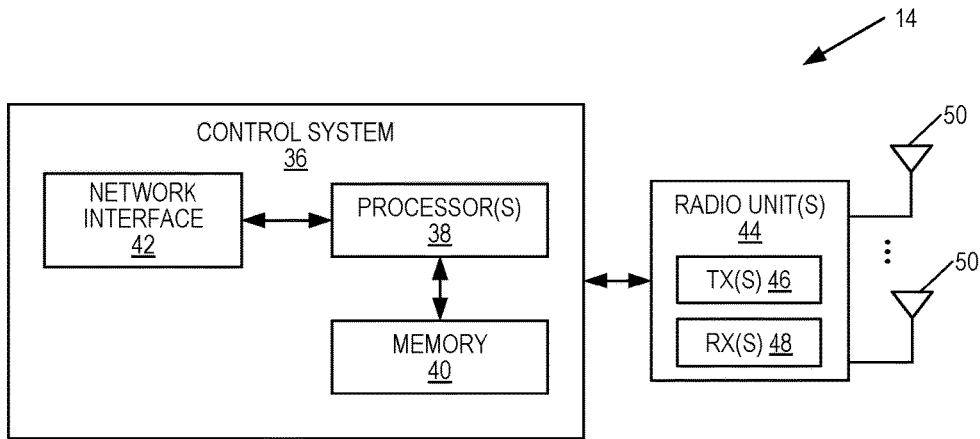 14
CONTROL SYSTEM
36
NETWORK
INTERFACE
42
PROCESSOR(S)
38
MEMORY
40
RADIO UNIT(S)
44
TX(S) 46
RX(S) 48
50
50